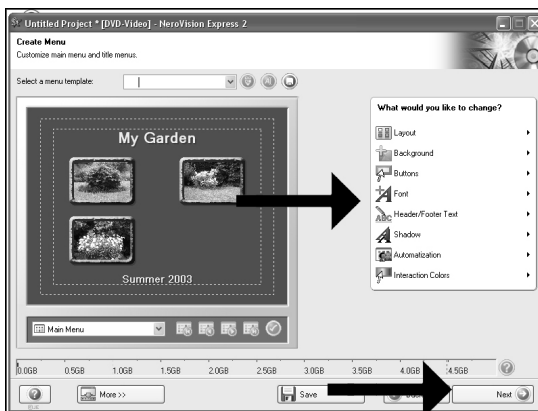 Untitled Project * [DVD-Video] - NeroVision Express 2
Create Menu
Customize main menu and title menus.
Select a menu template:
My Garden
Summer 2003
Main Menu
What would you like to change?
Layout
Background
Buttons
Font
ABC Header/Footer Text
Shadow
Automatization
Interaction Colors
0.0GB 0.5GB 1.0GB 1.5GB 2.0GB 2.5GB 3.0GB 3.5GB 4.0GB 4.5GB
More >> Save Next